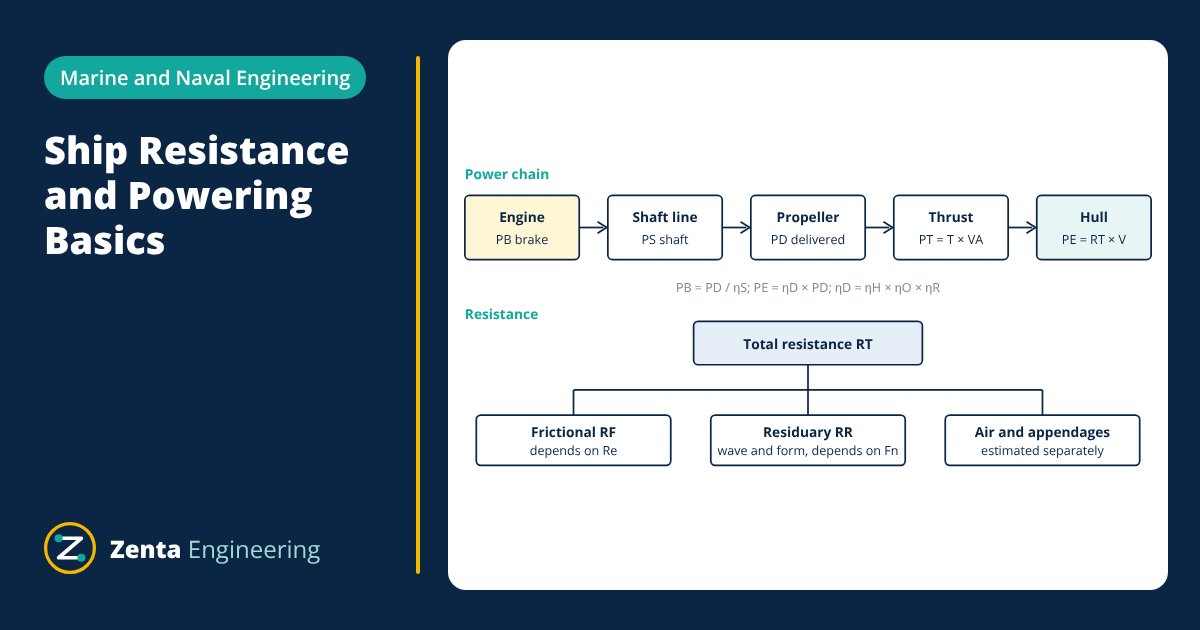 Marine and Naval Engineering
Ship Resistance
and Powering
Basics
Zenta Engineering
Power chain
Engine
PB brake
Shaft line
PS shaft
Propeller
PD delivered
Thrust
PT = T × VA
Hull
PE = RT × V
PB = PD / ηS; PE = ηD × PD; ηD = ηH × ηO × ηR
Resistance
Total resistance RT
Frictional RF
depends on Re
Residuary RR
wave and form, depends on Fn
Air and appendages
estimated separately